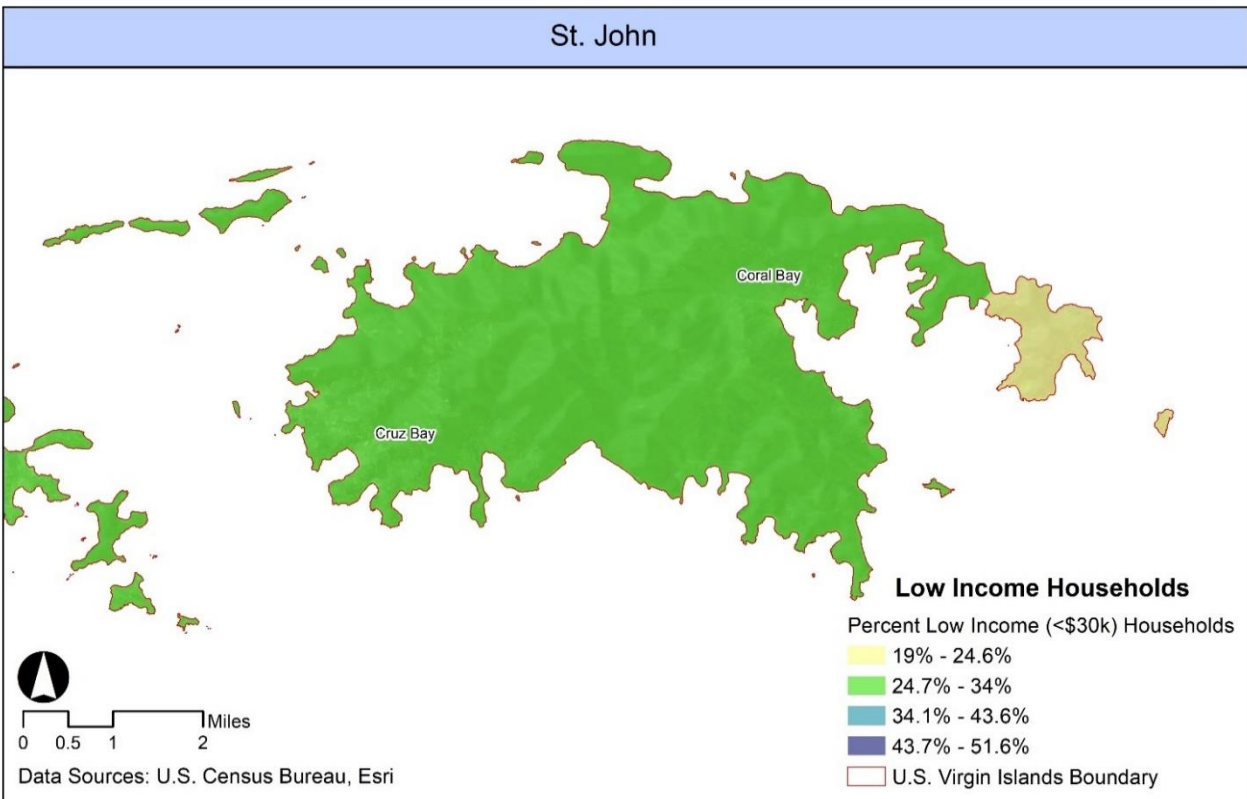 St. John
Coral Bay
Cruz Bay
Low Income Households
Percent Low Income (<$30k) Households
19% - 24.6%
24.7% - 34%
34.1% - 43.6%
43.7% - 51.6%
U.S. Virgin Islands Boundary
Miles
0 0.5 1 2
Data Sources: U.S. Census Bureau, Esri